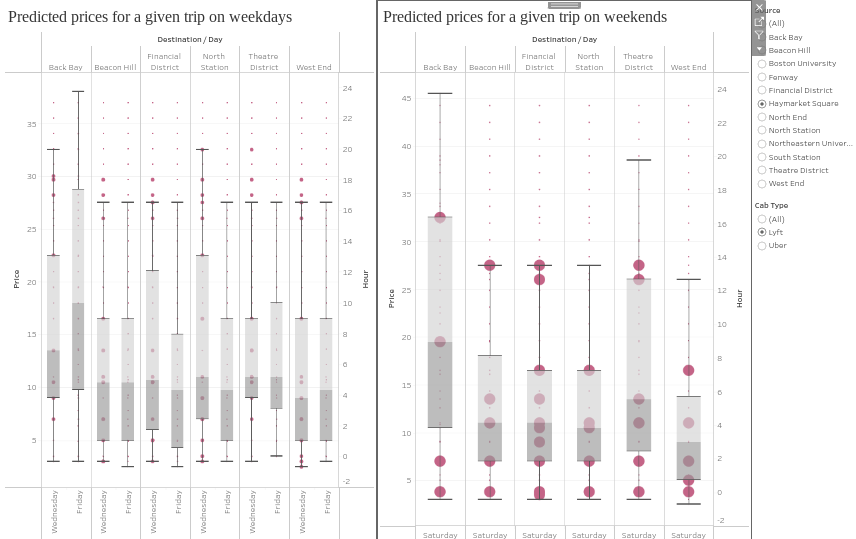 Predicted prices for a given trip on weekdays
Destination / Day
Back Bay
Beacon Hill
Financial
District
North
Station
Theatre
District
West End
35
30
25
20
15
10
5
Price
24
22
20
18
16
14
12
10
8
6
4
2
0
-2
Hour
Wednesday
Friday
Wednesday
Friday
Wednesday
Friday
Wednesday
Friday
Wednesday
Friday
Wednesday
Friday
Predicted prices for a given trip on weekends
Destination / Day
Back Bay
Beacon Hill
Financial
District
North
Station
Theatre
District
West End
45
40
35
30
25
20
15
10
5
Price
24
22
20
18
16
14
12
10
8
6
4
2
0
-2
Hour
Saturday
Saturday
Saturday
Saturday
Saturday
Saturday
Source
(All)
Back Bay
Beacon Hill
Boston University
Fenway
Financial District
Haymarket Square
North End
North Station
Northeastern Univer...
South Station
Theatre District
West End
Cab Type
(All)
Lyft
Uber